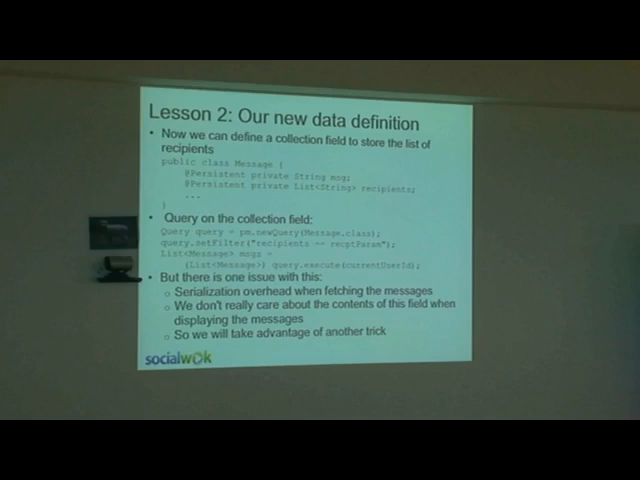 Lesson 2: Our new data definition
• Now we can define a collection field to store the list of
recipients
public class Message {
@Persistent private String msg;
@Persistent private List<String> recipients;
...
}
• Query on the collection field:
Query query = pm.newQuery(Message.class);
query.setFilter("recipients == recptParam");
List<Message> msgs =
(List<Message>) query.execute(currentUserId);
• But there is one issue with this:
o Serialization overhead when fetching the messages
o We don't really care about the contents of this field when
displaying the messages
o So we will take advantage of another trick
socialwok